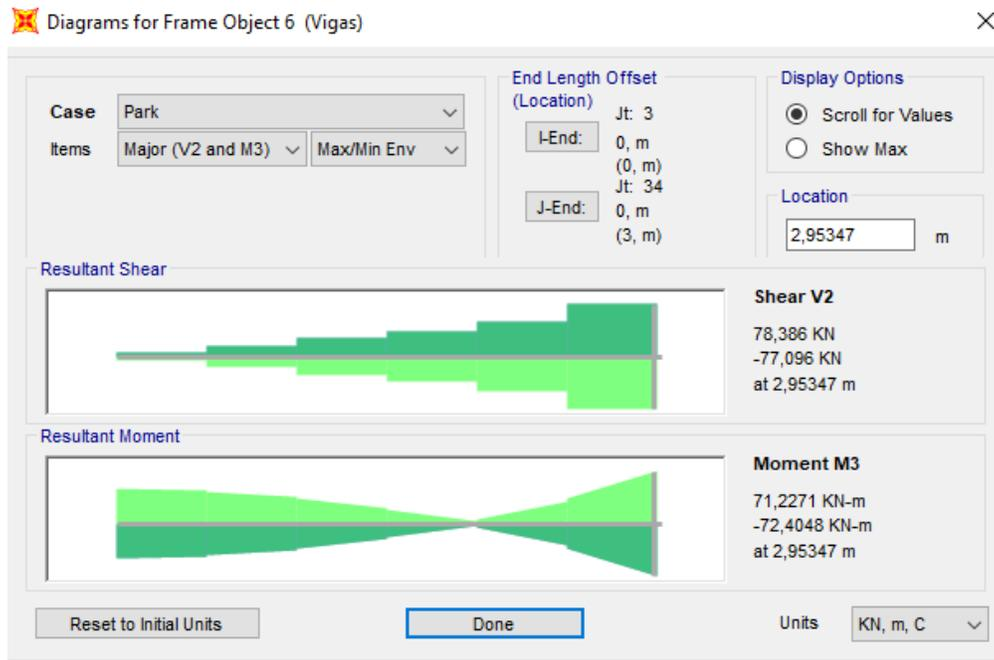 Diagrams for Frame Object 6 (Vigas)
Case Park
Items Major (V2 and M3) Max/Min Env
End Length Offset
(Location)
Jt: 3
I-End:
0, m
(0, m)
Jt: 34
J-End:
0, m
(3, m)
Display Options
Scroll for Values
Show Max
Location
2,95347 m
Resultant Shear
Shear V2
78,386 KN
-77,096 KN
at 2,95347 m
Resultant Moment
Moment M3
71,2271 KN-m
-72,4048 KN-m
at 2,95347 m
Reset to Initial Units
Done
Units KN, m, C